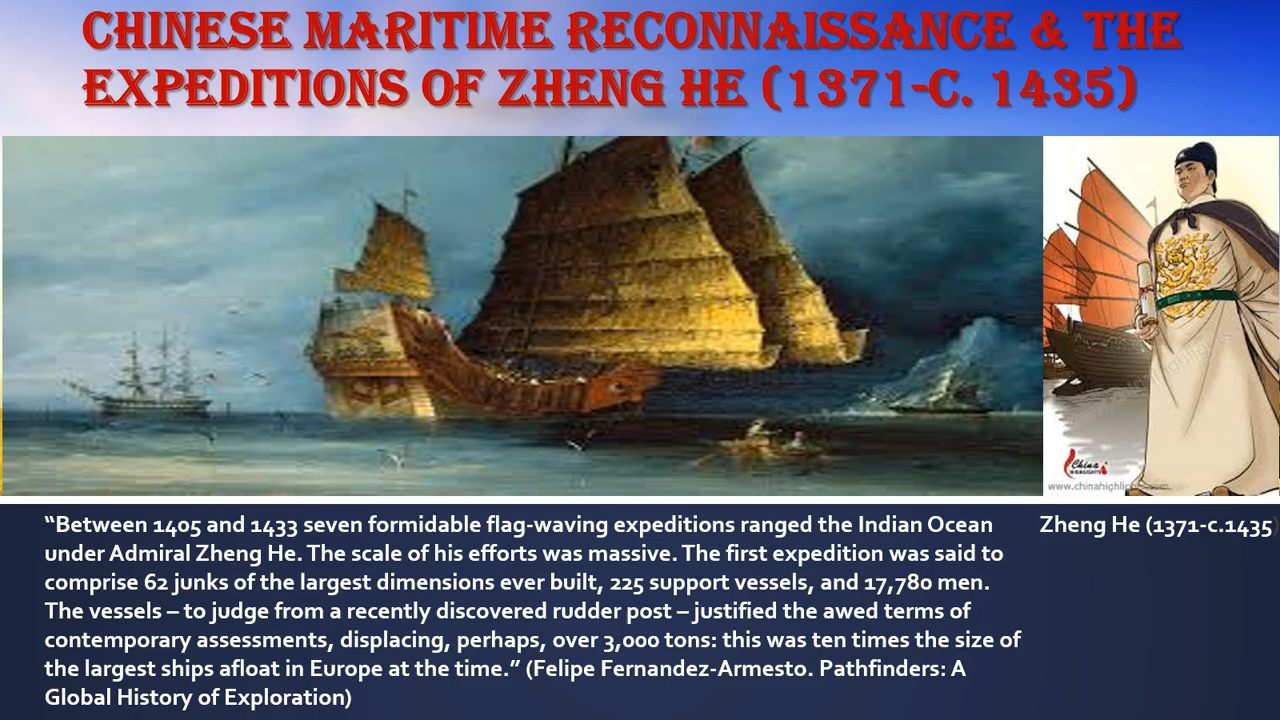 CHINESE MARITIME RECONNAISSANCE & THE
EXPEDITIONS OF ZHENG HE (1371-C. 1435)
China
HIGHLIGHTS
www.chinahighlights.com
“Between 1405 and 1433 seven formidable flag-waving expeditions ranged the Indian Ocean
under Admiral Zheng He. The scale of his efforts was massive. The first expedition was said to
comprise 62 junks of the largest dimensions ever built, 225 support vessels, and 17,780 men.
The vessels – to judge from a recently discovered rudder post – justified the awed terms of
contemporary assessments, displacing, perhaps, over 3,000 tons: this was ten times the size of
the largest ships afloat in Europe at the time.” (Felipe Fernandez-Armesto. Pathfinders: A
Global History of Exploration)
Zheng He (1371-c.1435